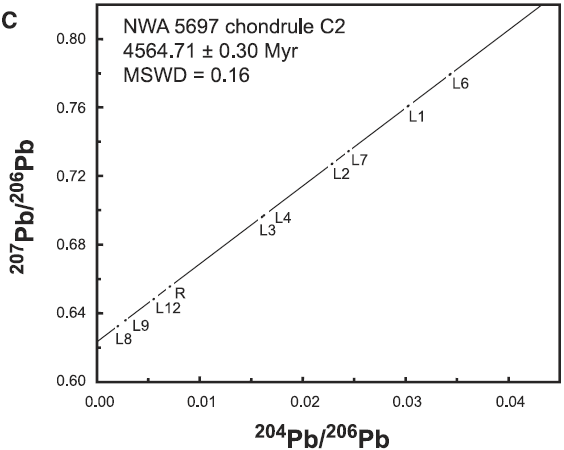 C
NWA 5697 chondrule C2
4564.71 ± 0.30 Myr
MSWD = 0.16
²⁰⁷Pb/²⁰⁶Pb
0.80
0.76
0.72
0.68
0.64
0.60
L6
L1
L7
L2
L4
L3
R
L12
L9
L8
0.00
0.01
0.02
0.03
0.04
²⁰⁴Pb/²⁰⁶Pb